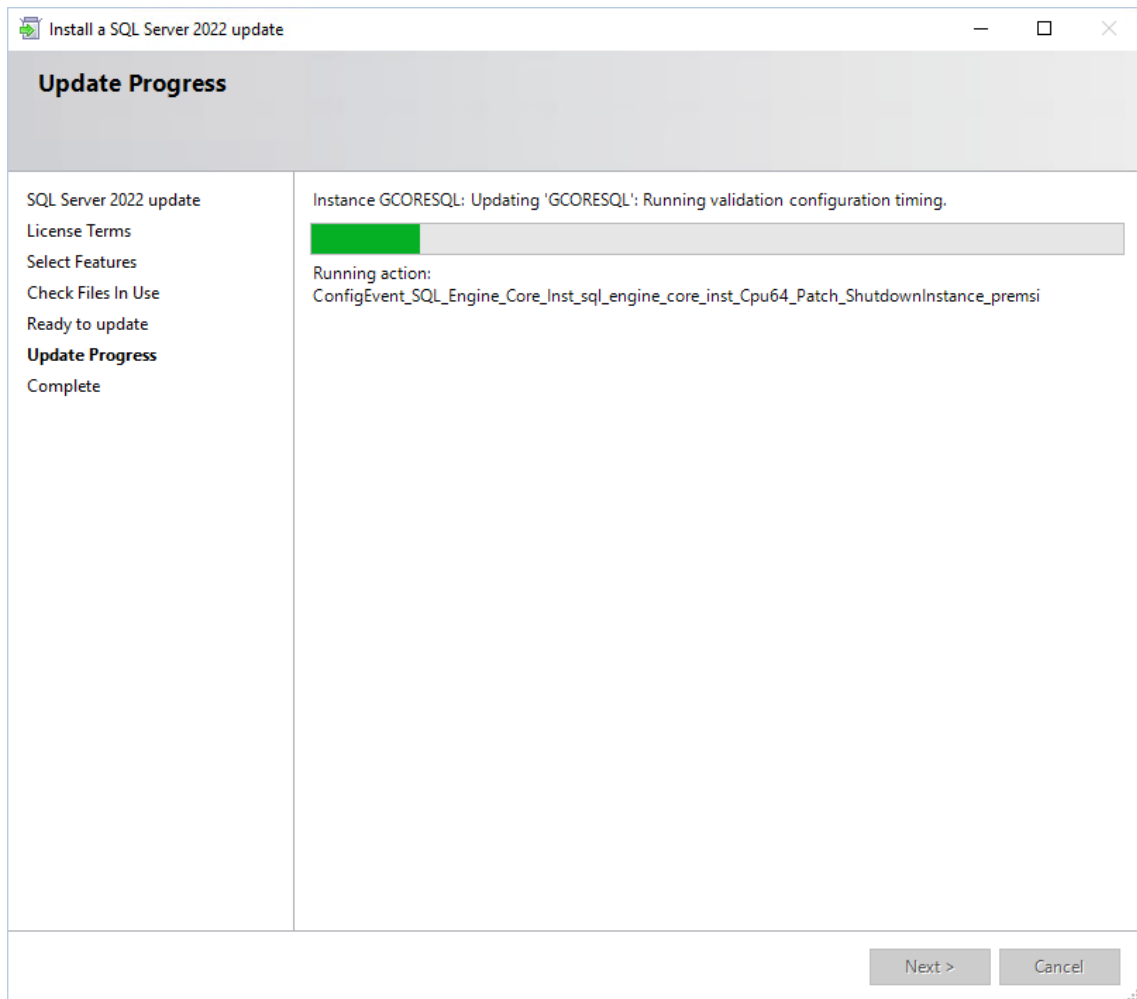 Install a SQL Server 2022 update
Update Progress
SQL Server 2022 update
License Terms
Select Features
Check Files In Use
Ready to update
Update Progress
Complete
Instance GCORESQL: Updating 'GCORESQL': Running validation configuration timing.
Running action:
ConfigEvent_SQL_Engine_Core_Inst_sql_engine_core_inst_Cpu64_Patch_ShutdownInstance_premsi
Next >
Cancel